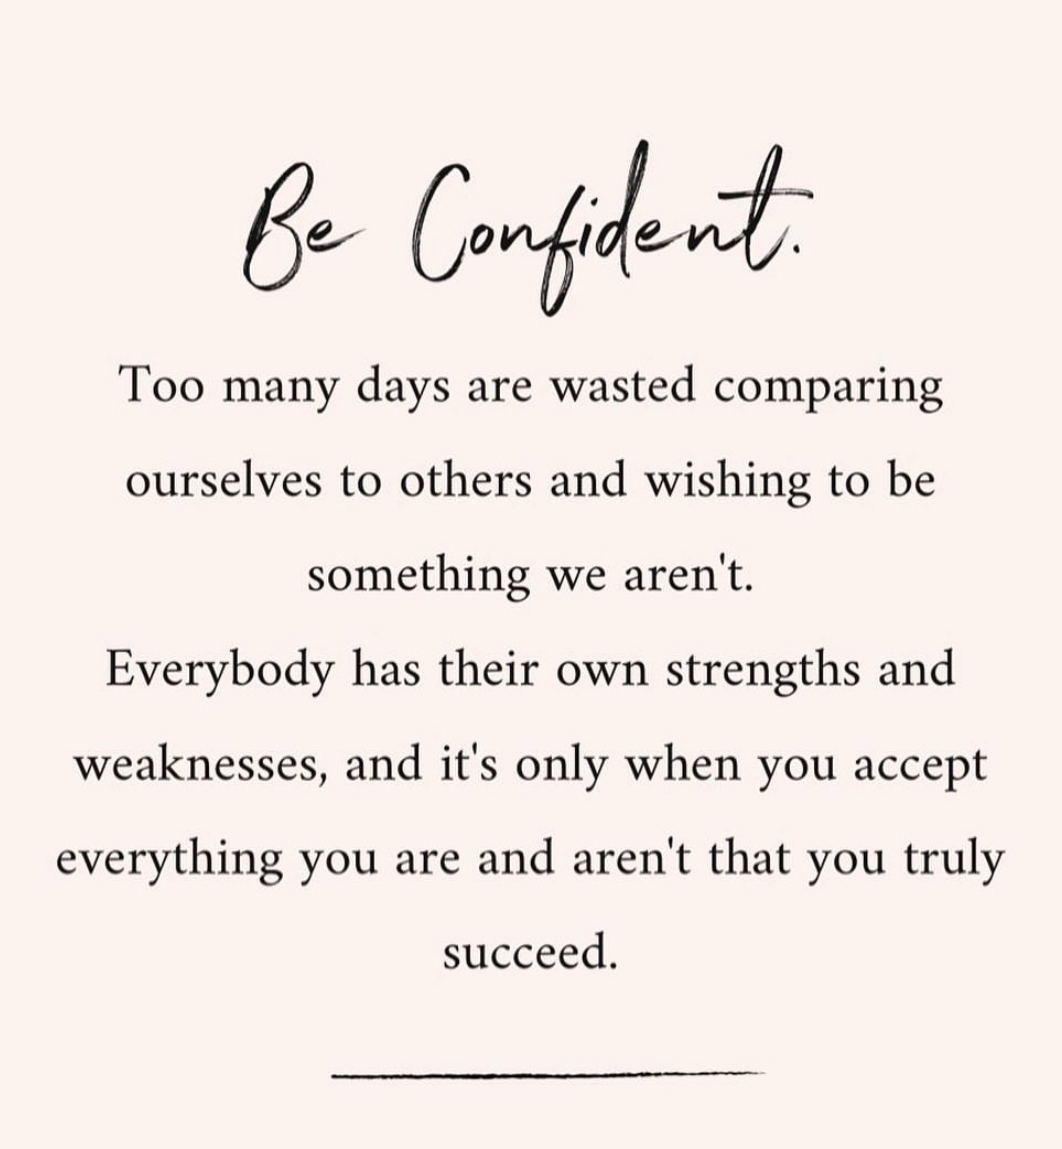 Be Confident.
Too many days are wasted comparing
ourselves to others and wishing to be
something we aren't.
Everybody has their own strengths and
weaknesses, and it's only when you accept
everything you are and aren't that you truly
succeed.